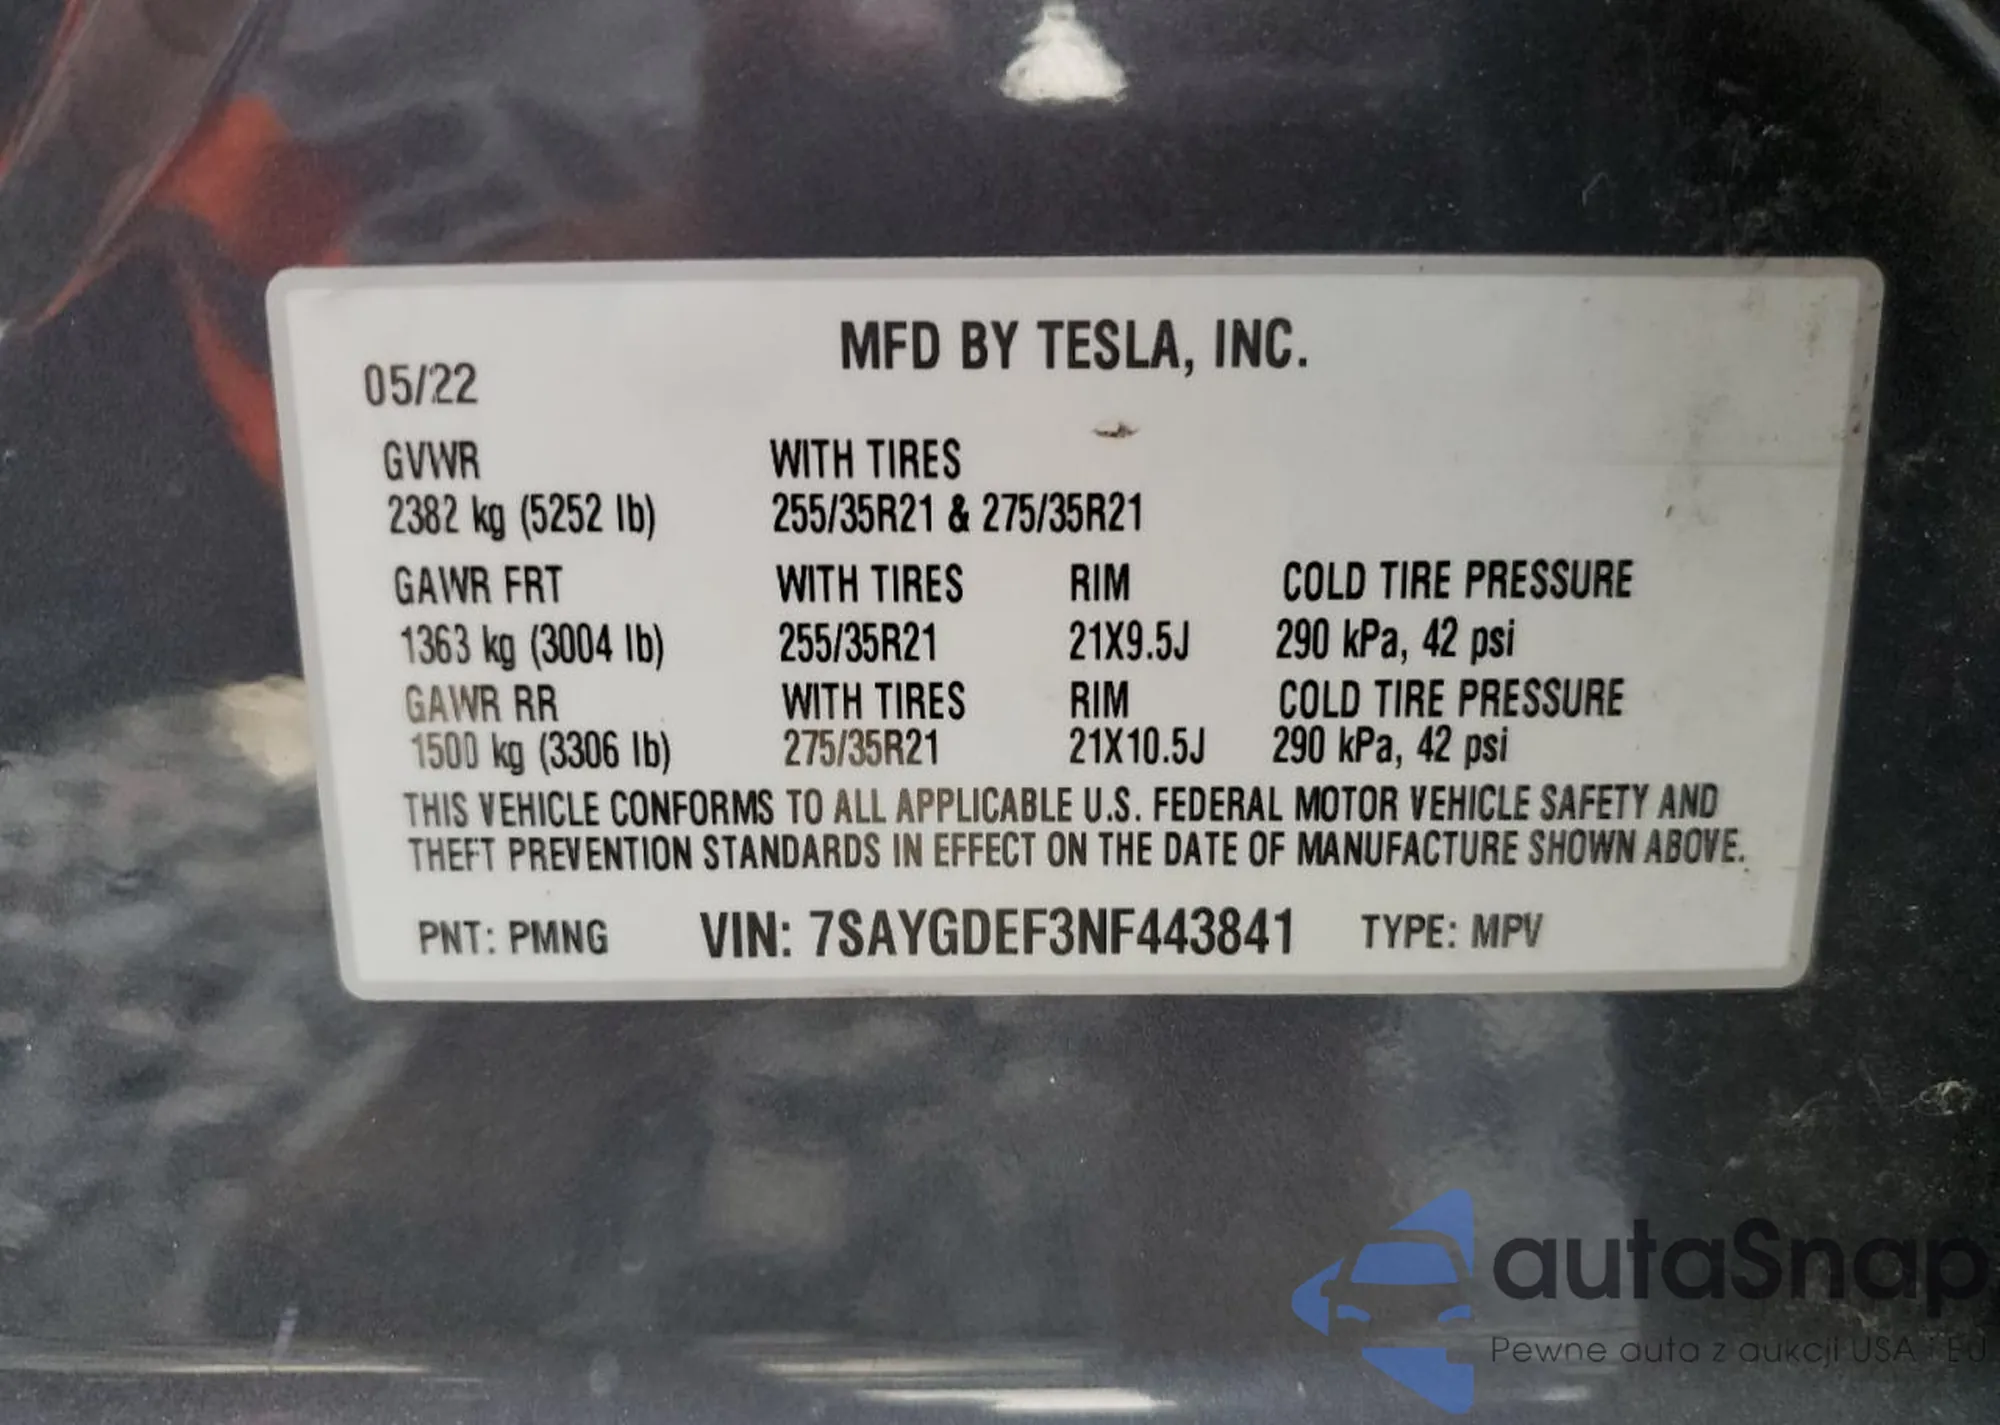 MFD BY TESLA, INC.
05/22
GVWR WITH TIRES
2382 kg (5252 lb) 255/35R21 & 275/35R21
GAWR FRT WITH TIRES RIM COLD TIRE PRESSURE
1363 kg (3004 lb) 255/35R21 21X9.5J 290 kPa, 42 psi
GAWR RR WITH TIRES RIM COLD TIRE PRESSURE
1500 kg (3306 lb) 275/35R21 21X10.5J 290 kPa, 42 psi
THIS VEHICLE CONFORMS TO ALL APPLICABLE U.S. FEDERAL MOTOR VEHICLE SAFETY AND
THEFT PREVENTION STANDARDS IN EFFECT ON THE DATE OF MANUFACTURE SHOWN ABOVE.
PNT: PMNG VIN: 7SAYGDEF3NF443841 TYPE: MPV
autaSnap
Pewne auta z aukcji USA i EU